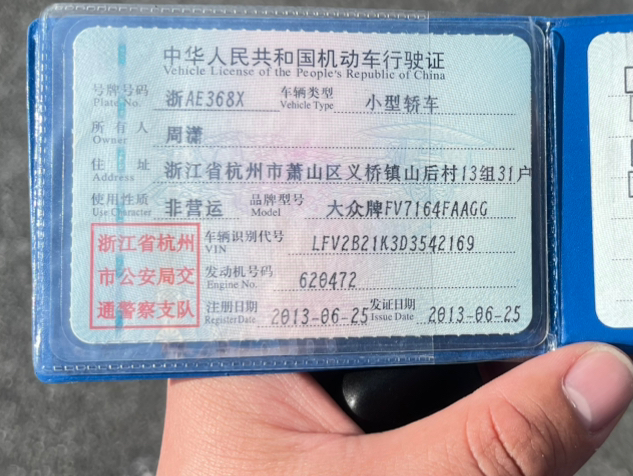 中华人民共和国机动车行驶证
Vehicle License of the People's Republic of China
号牌号码 浙AE368X 车辆类型 小型轿车
Plate No. Vehicle Type
所有人 周潇
Owner
住址 浙江省杭州市萧山区义桥镇山后村13组31户
Address
使用性质 非营运 品牌型号 大众牌FV7164FAAGG
Use Character Model
浙江省杭州 车辆识别代号 LFV2B21K3D3542169
VIN
市公安局交 发动机号码 620472
Engine No.
通警察支队 注册日期 2013-06-25 发证日期 2013-06-25
Register Date Issue Date